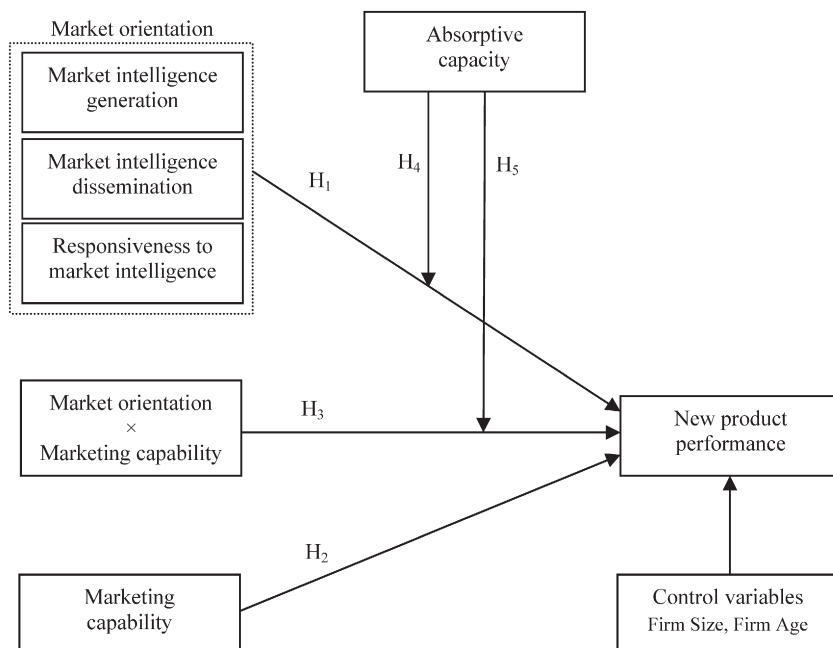 Market orientation
Market intelligence
generation
Market intelligence
dissemination
Responsiveness to
market intelligence
Absorptive
capacity
H₄
H₅
H₁
Market orientation
×
Marketing capability
H₃
New product
performance
H₂
Marketing
capability
Control variables
Firm Size, Firm Age